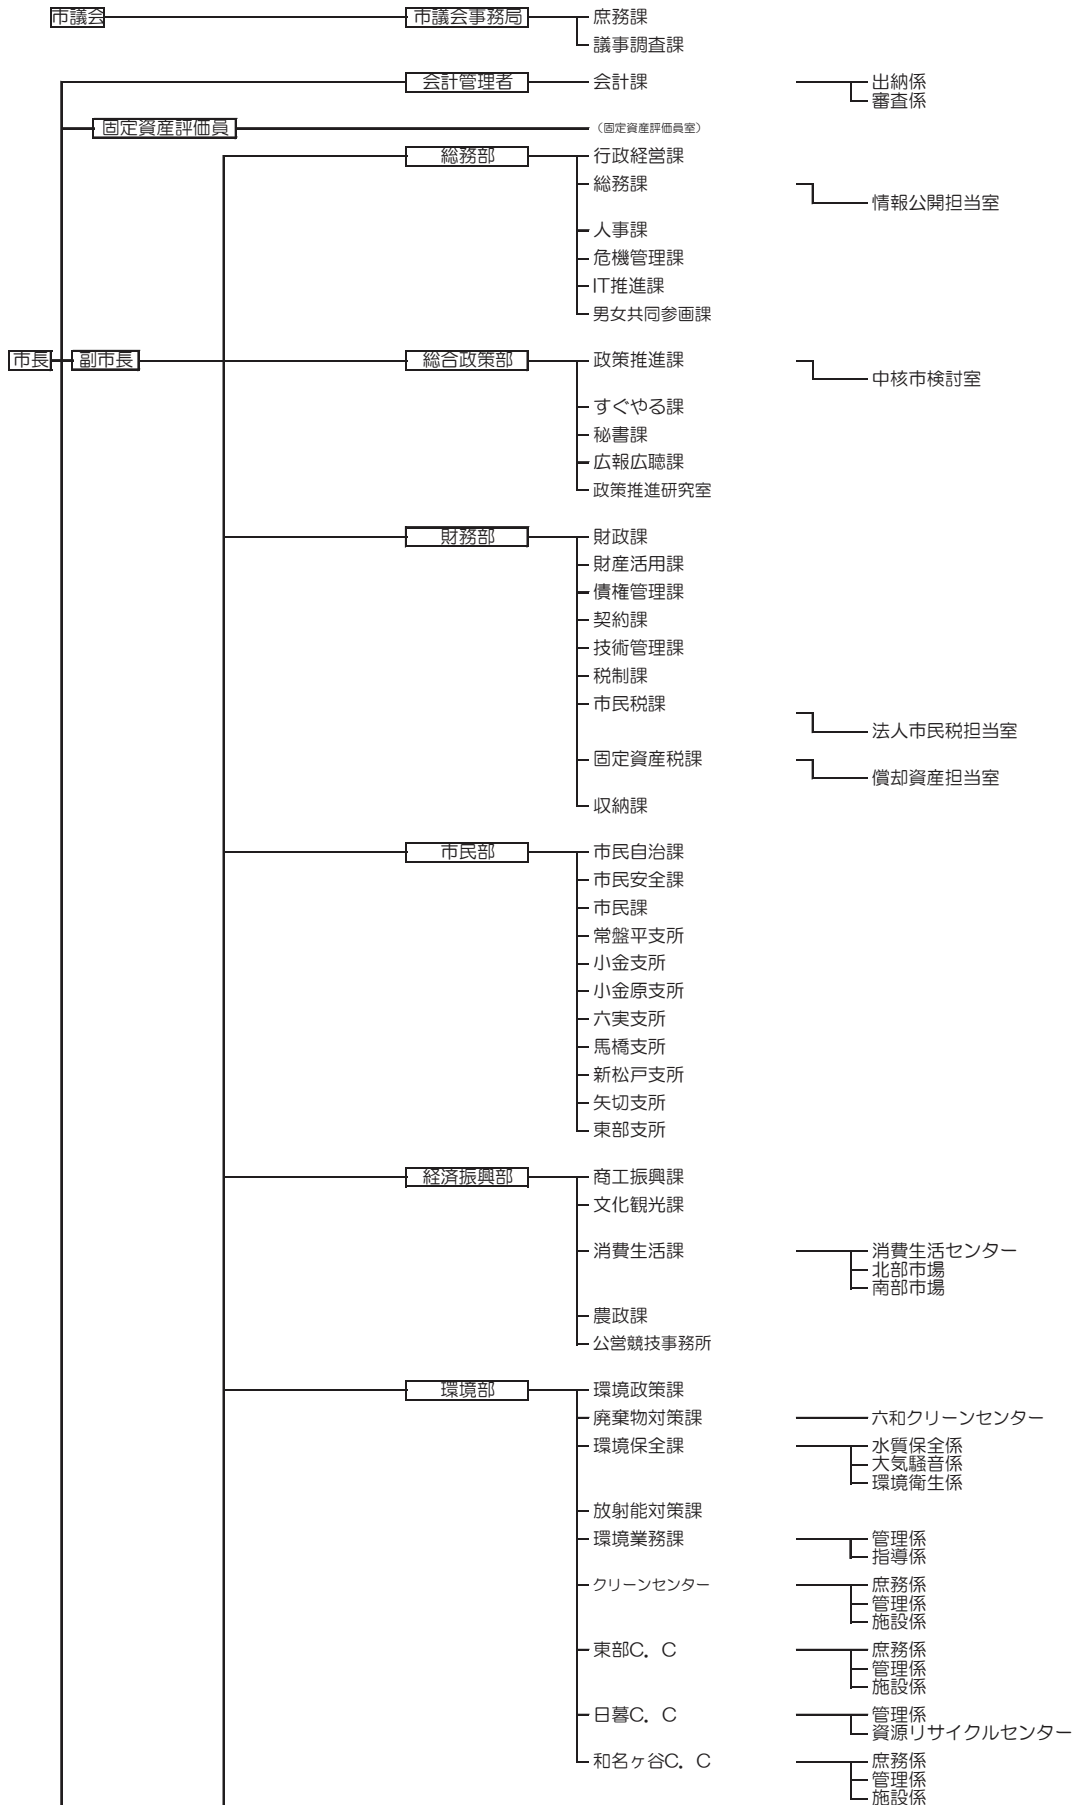 市議会 市議会事務局 庶務課
議事調査課
会計管理者 会計課 出納係
審査係
固定資産評価員 （固定資産評価員室）
総務部 行政経営課
総務課
情報公開担当室
人事課
危機管理課
IT推進課
男女共同参画課
市長 副市長 総合政策部 政策推進課
中核市検討室
すぐやる課
秘書課
広報広聴課
政策推進研究室
財務部 財政課
財産活用課
債権管理課
契約課
技術管理課
税制課
市民税課
法人市民税担当室
固定資産税課
償却資産担当室
収納課
市民部 市民自治課
市民安全課
市民課
常盤平支所
小金支所
小金原支所
六実支所
馬橋支所
新松戸支所
矢切支所
東部支所
経済振興部 商工振興課
文化観光課
消費生活課 消費生活センター
北部市場
南部市場
農政課
公営競技事務所
環境部 環境政策課
廃棄物対策課 六和クリーンセンター
環境保全課 水質保全係
大気騒音係
環境衛生係
放射能対策課
環境業務課 管理係
指導係
クリーンセンター 庶務係
管理係
施設係
東部C．C 庶務係
管理係
施設係
日暮C．C 管理係
資源リサイクルセンター
和名ヶ谷C．C 庶務係
管理係
施設係